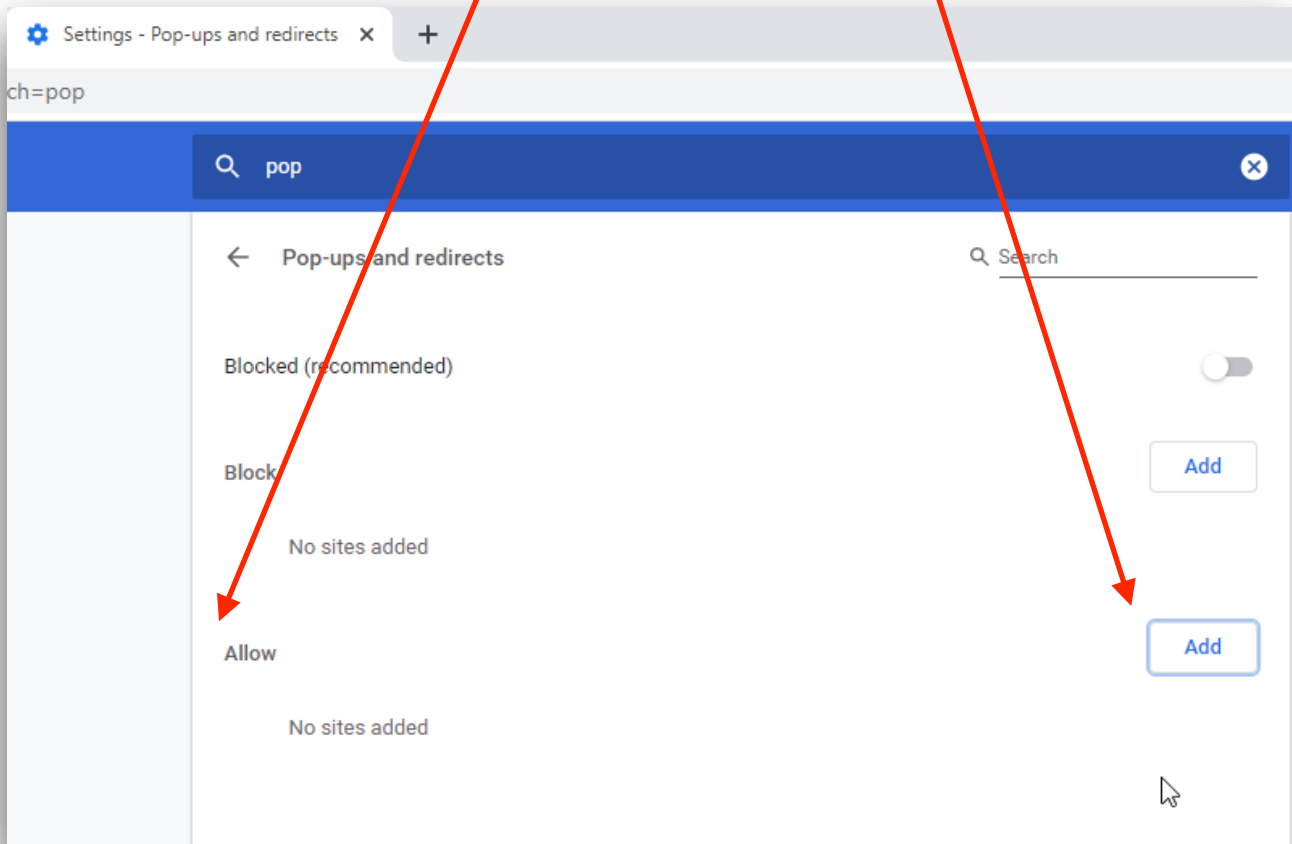 Settings - Pop-ups and redirects
ch=pop
pop
Pop-ups and redirects
Search
Blocked (recommended)
Block
Add
No sites added
Allow
Add
No sites added